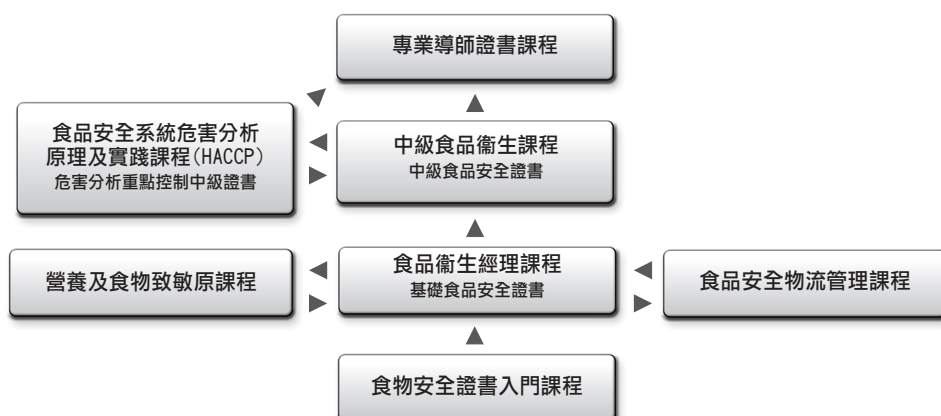 專業導師證書課程
食品安全系統危害分析
原理及實踐課程(HACCP)
危害分析重點控制中級證書
中級食品衞生課程
中級食品安全證書
營養及食物致敏原課程
食品衞生經理課程
基礎食品安全證書
食品安全物流管理課程
食物安全證書入門課程